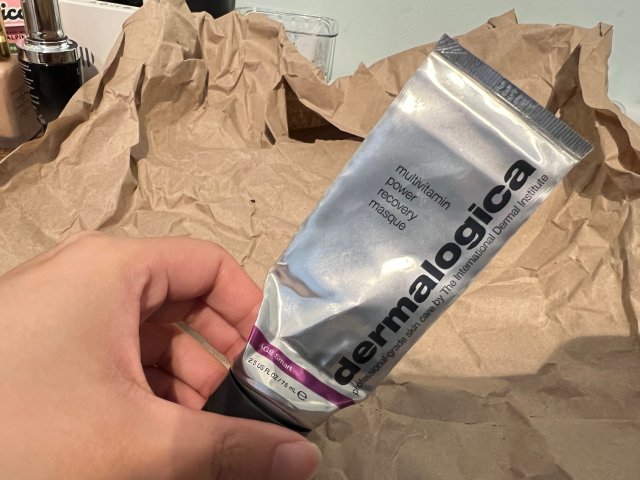 multivitamin
power
recovery
masque
dermalogica
professional-grade skin care by The International Dermal Institute
AGE smart
2.5 US FL OZ / 75 mL ℮